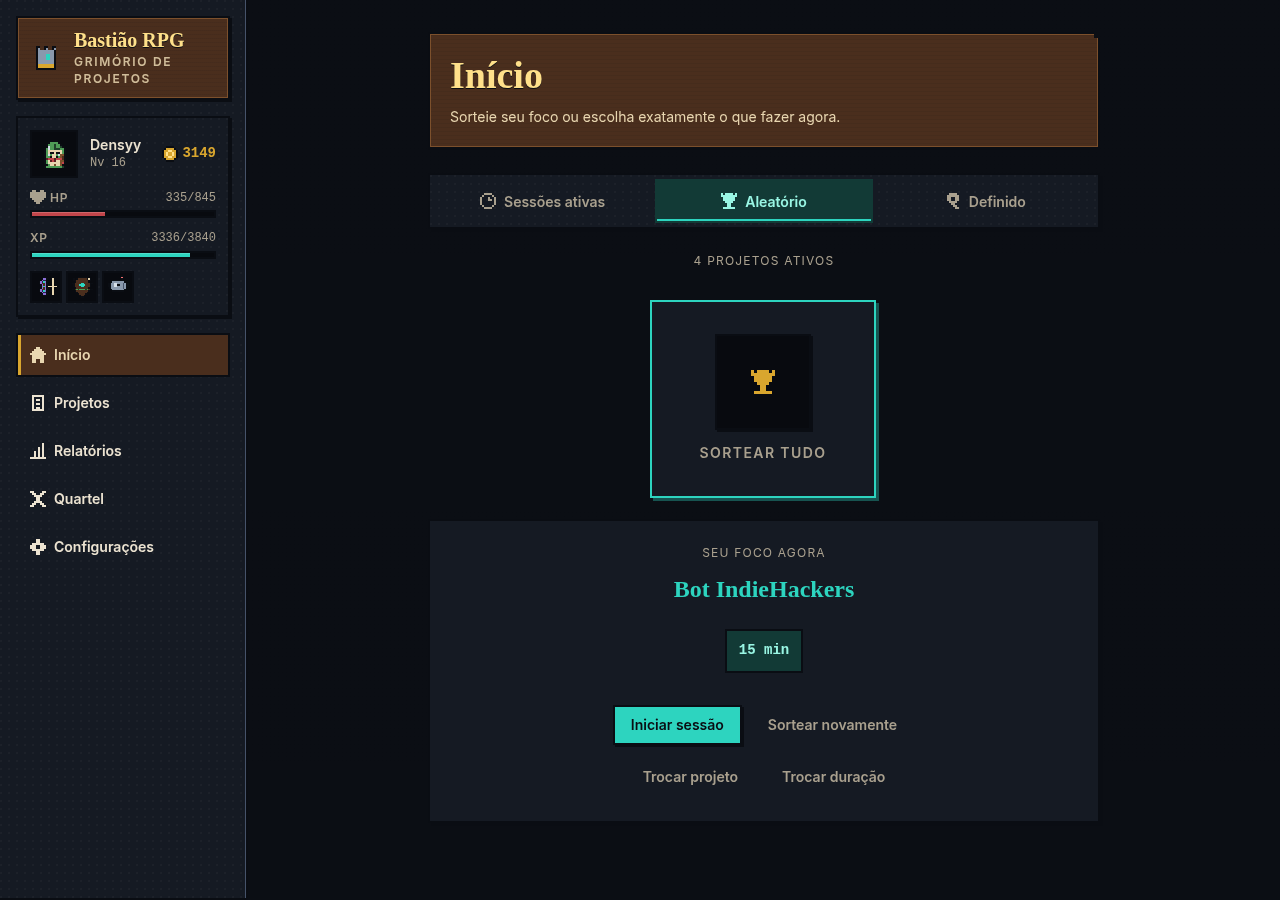 Bastião RPG
GRIMÓRIO DE
PROJETOS
Densyy
Nv 16
3149
HP
335/845
XP
3336/3840
Início
Projetos
Relatórios
Quartel
Configurações
Início
Sorteie seu foco ou escolha exatamente o que fazer agora.
Sessões ativas
Aleatório
Definido
4 PROJETOS ATIVOS
SORTEAR TUDO
SEU FOCO AGORA
Bot IndieHackers
15 min
Iniciar sessão
Sortear novamente
Trocar projeto
Trocar duração